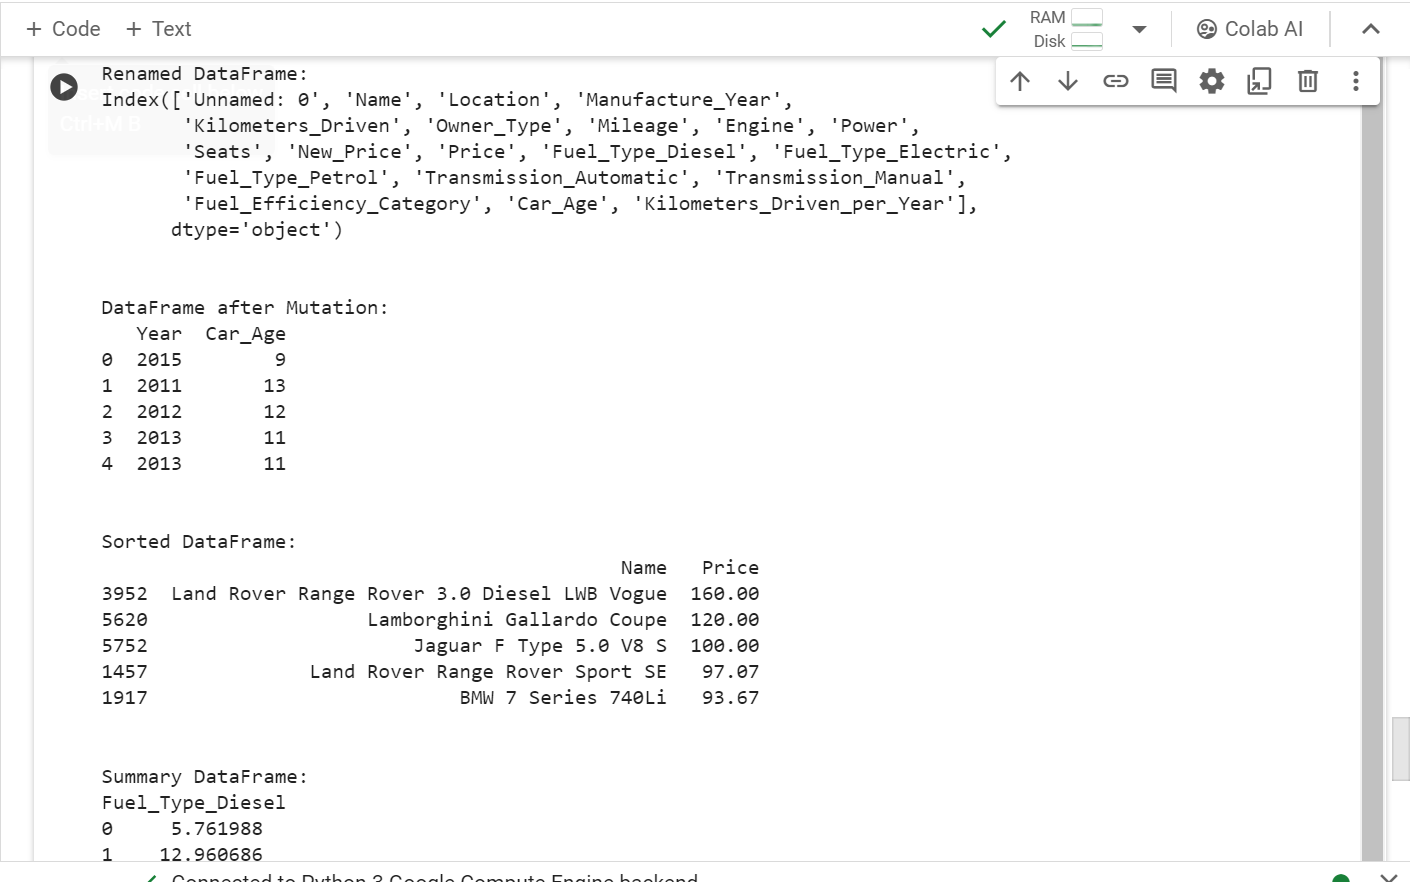 + Code + Text
RAM
Disk
Colab AI
Renamed DataFrame:
Index(['Unnamed: 0', 'Name', 'Location', 'Manufacture_Year',
'Kilometers_Driven', 'Owner_Type', 'Mileage', 'Engine', 'Power',
'Seats', 'New_Price', 'Price', 'Fuel_Type_Diesel', 'Fuel_Type_Electric',
'Fuel_Type_Petrol', 'Transmission_Automatic', 'Transmission_Manual',
'Fuel_Efficiency_Category', 'Car_Age', 'Kilometers_Driven_per_Year'],
dtype='object')
Ctrl+M B
DataFrame after Mutation:
Year Car_Age
0 2015 9
1 2011 13
2 2012 12
3 2013 11
4 2013 11
Sorted DataFrame:
Name Price
3952 Land Rover Range Rover 3.0 Diesel LWB Vogue 160.00
5620 Lamborghini Gallardo Coupe 120.00
5752 Jaguar F Type 5.0 V8 S 100.00
1457 Land Rover Range Rover Sport SE 97.07
1917 BMW 7 Series 740Li 93.67
Summary DataFrame:
Fuel_Type_Diesel
0 5.761988
1 12.960686
Connected to Python 3 Google Compute Engine backend